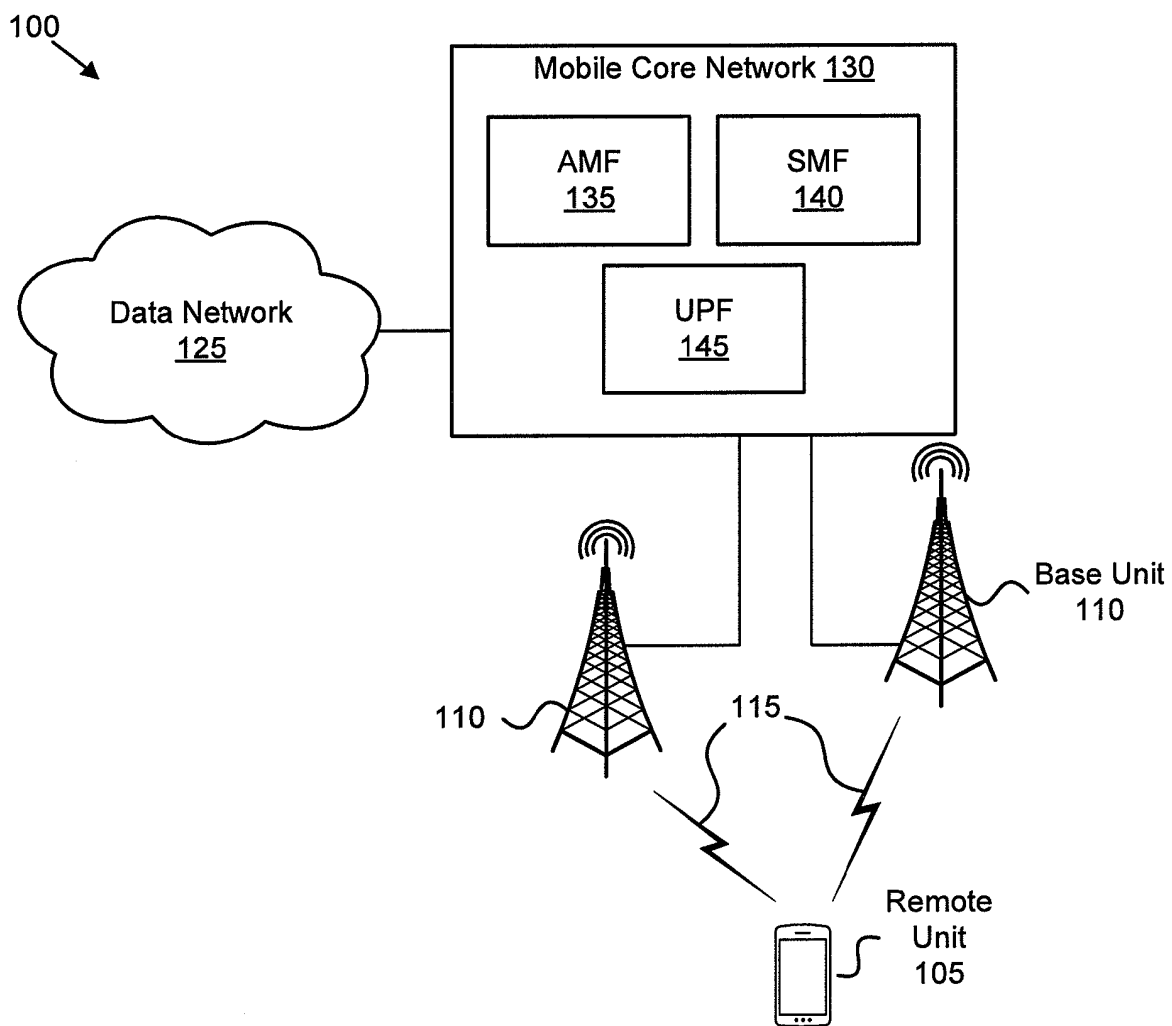 100
Mobile Core Network 130
AMF
135
SMF
140
UPF
145
Data Network
125
Base Unit
110
110
115
Remote
Unit
105